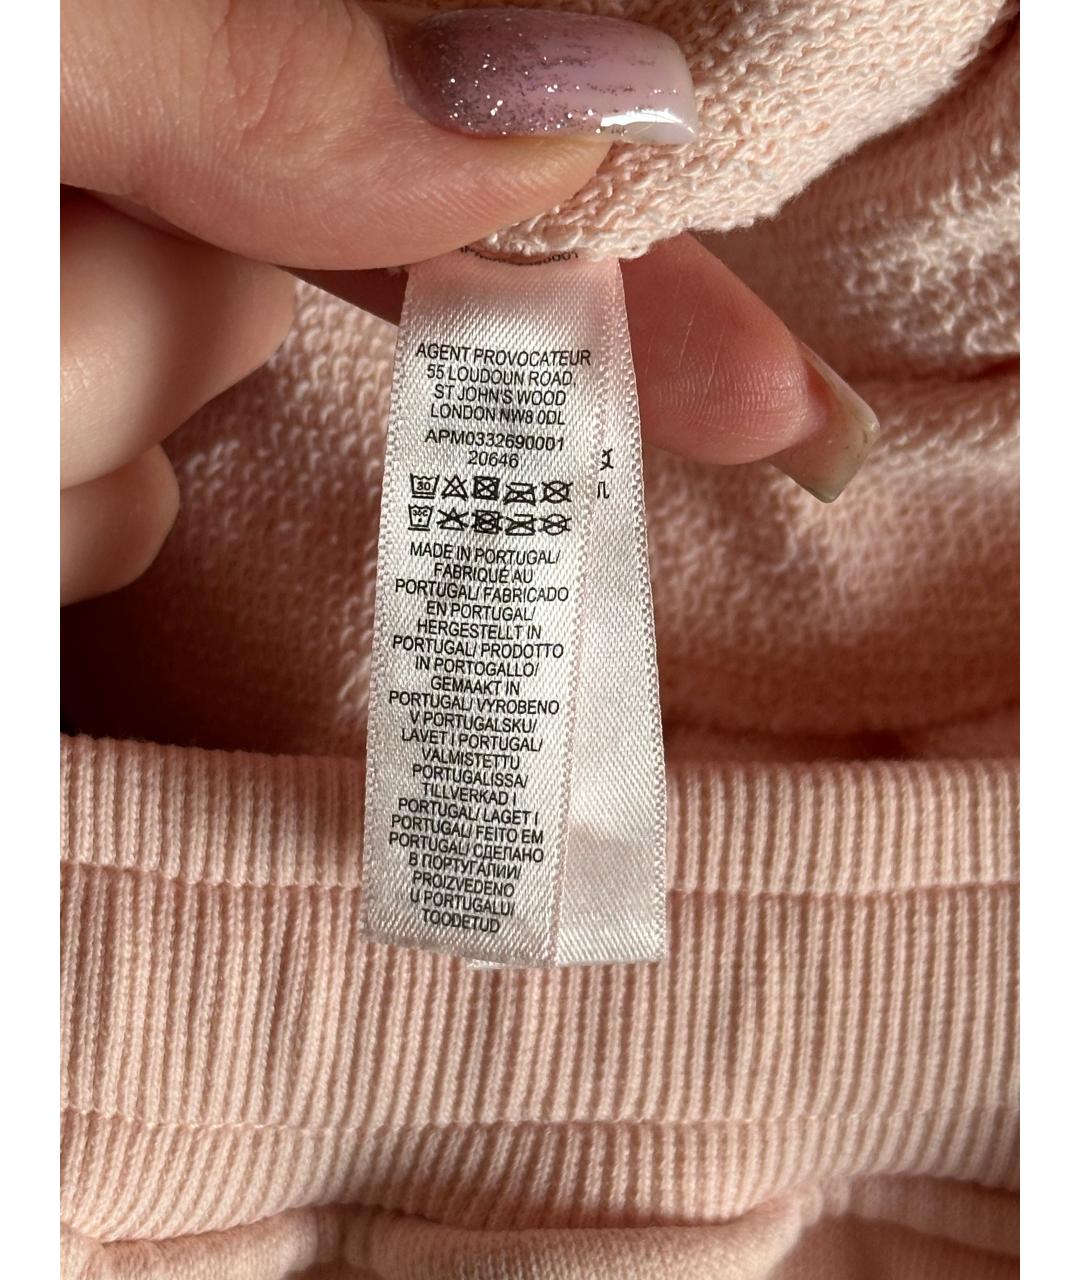 AGENT PROVOCATEUR
55 LOUDOUN ROAD,
ST JOHN'S WOOD
LONDON NW8 0DL
APM0332690001
20646
30
30C
MADE IN PORTUGAL/
FABRIQUÉ AU
PORTUGAL/ FABRICADO
EN PORTUGAL/
HERGESTELLT IN
PORTUGAL/ PRODOTTO
IN PORTOGALLO/
GEMAAKT IN
PORTUGAL/ VYROBENO
V PORTUGALSKU/
LAVET I PORTUGAL/
VALMISTETTU
PORTUGALISSA/
TILLVERKAD I
PORTUGAL/ LAGET I
PORTUGAL/ FEITO EM
PORTUGAL/ СДЕЛАНО
В ПОРТУГАЛИИ/
PROIZVEDENO
U PORTUGALU/
TOODETUD